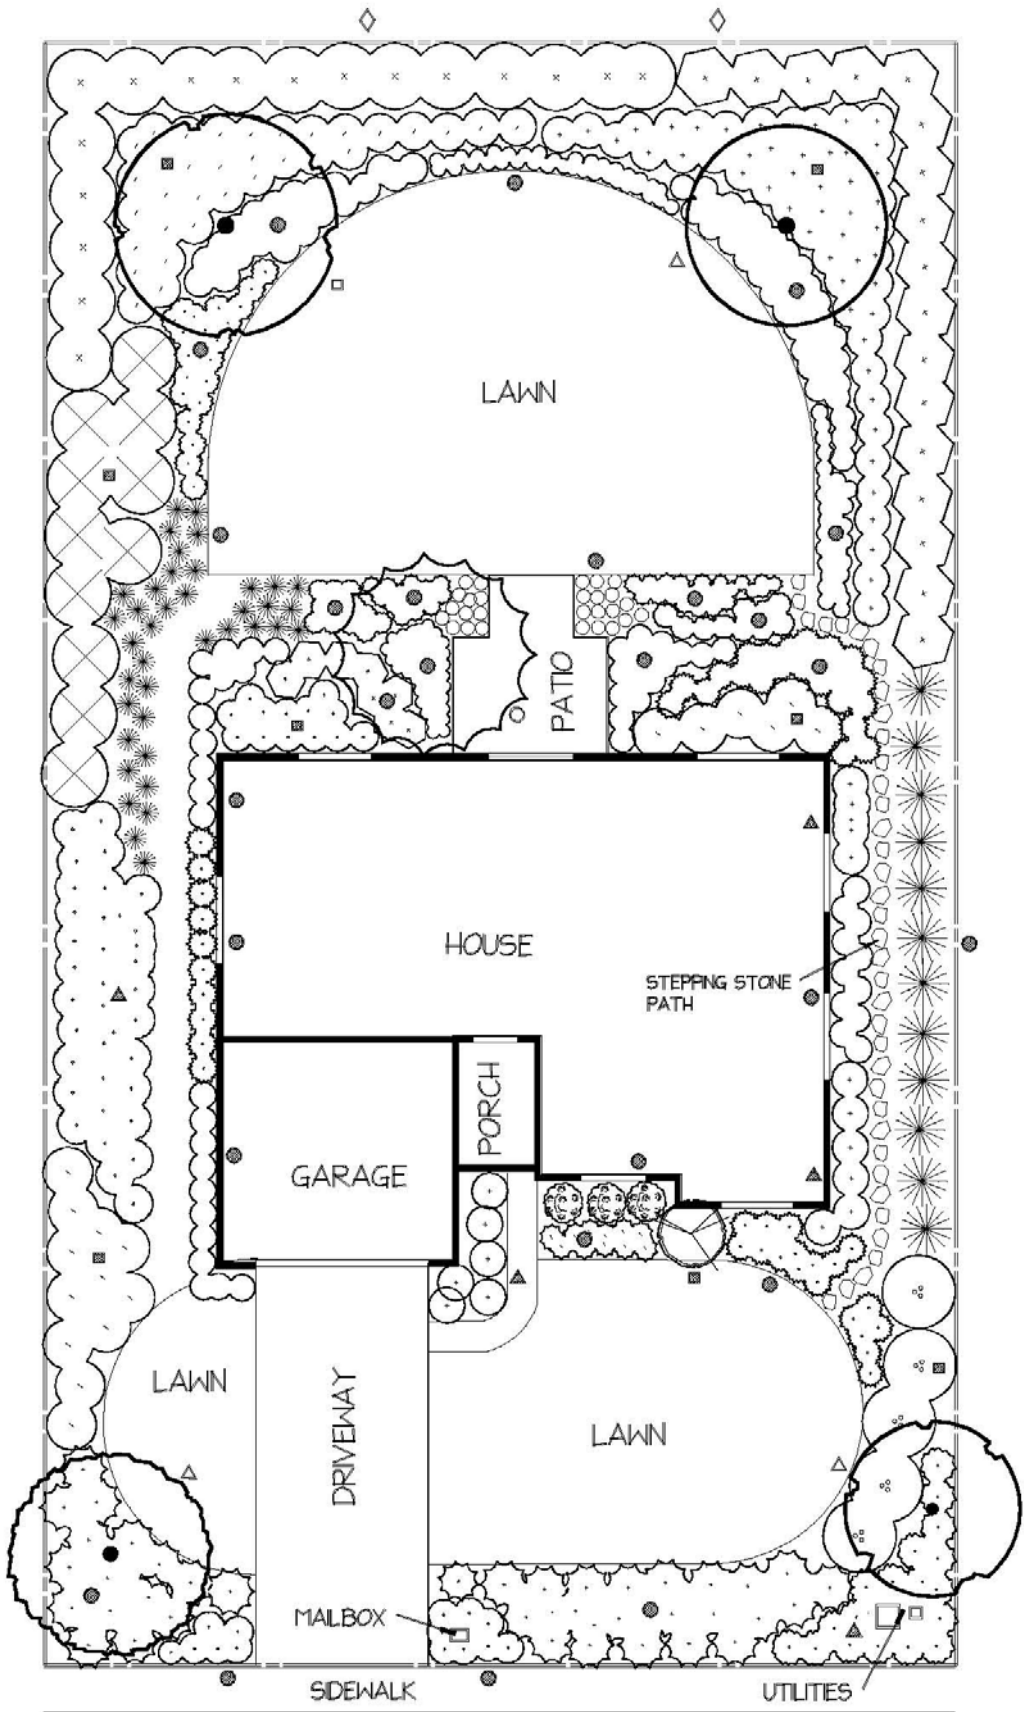 LAWN
PATIO
HOUSE
STEPPING STONE
PATH
PORCH
GARAGE
LAWN
DRIVEWAY
LAWN
MAILBOX
SIDEWALK
UTILITIES